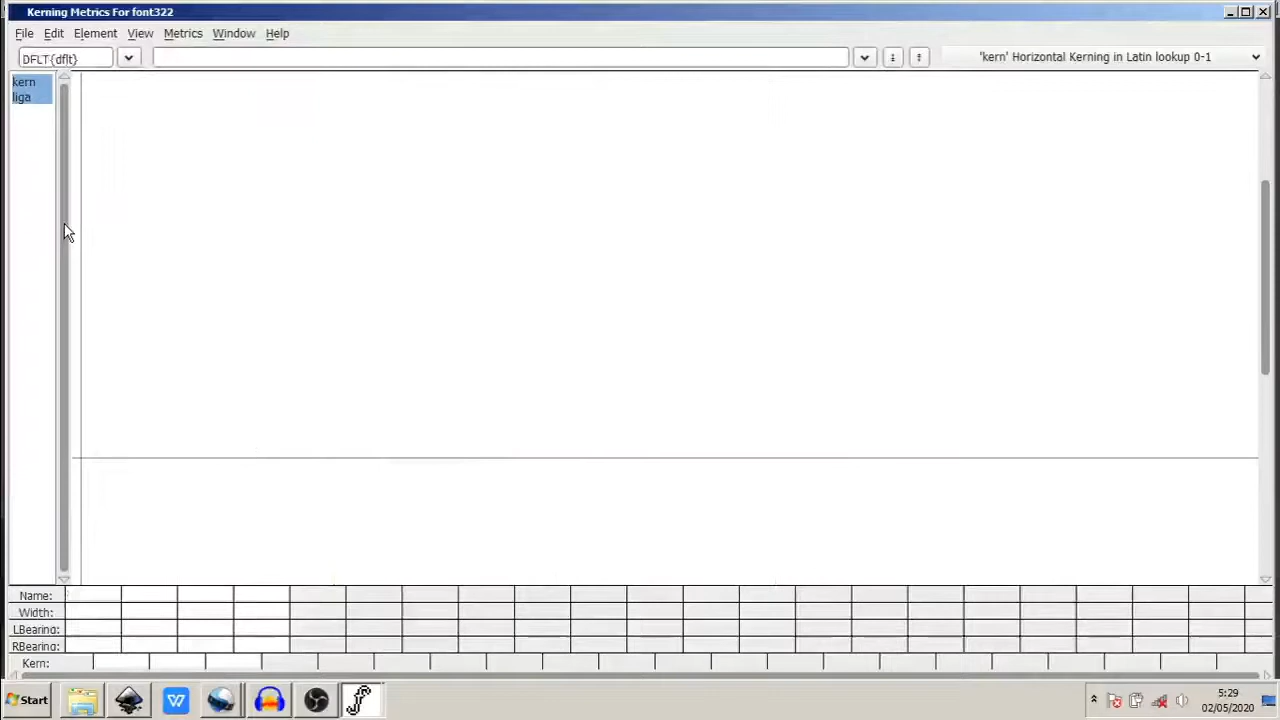 Kerning Metrics For font322
File Edit Element View Metrics Window Help
DFLT{dflt} 'kern' Horizontal Kerning in Latin lookup 0-1
kern
liga
Name:
Width:
LBearing:
RBearing:
Kern:
Start 5:29
02/05/2020